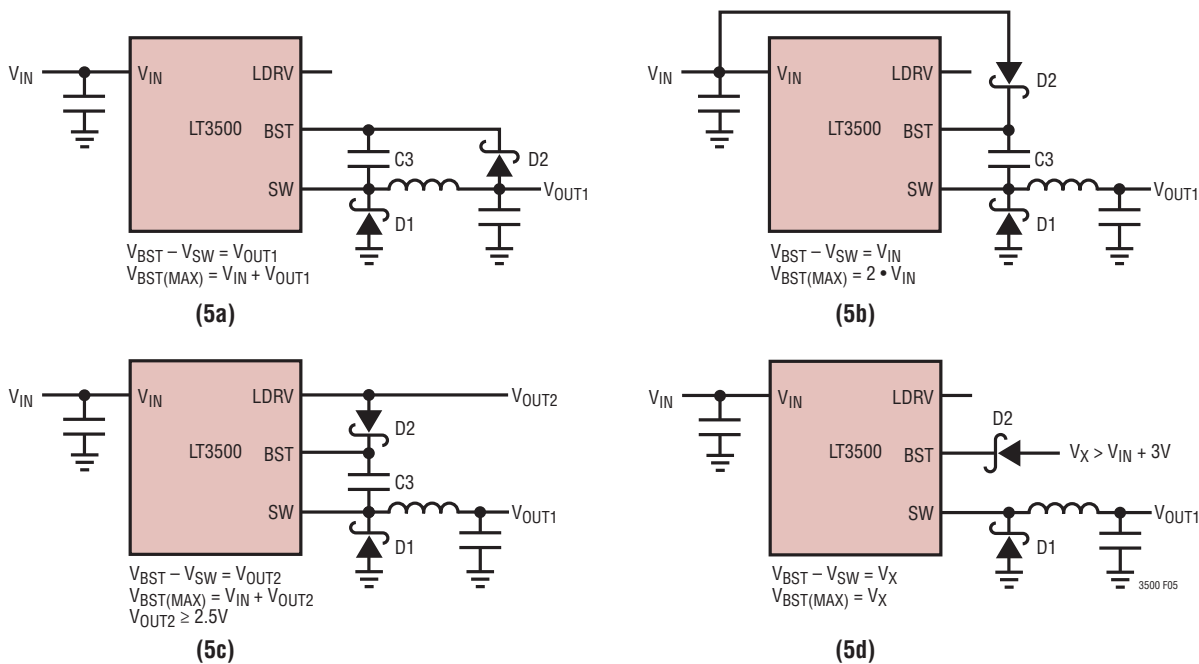 V_IN
V_IN
LDRV
LT3500
BST
C3
D2
SW
V_OUT1
D1
V_BST – V_SW = V_OUT1
V_BST(MAX) = V_IN + V_OUT1
(5a)
V_IN
V_IN
LDRV
D2
LT3500
BST
C3
SW
V_OUT1
D1
V_BST – V_SW = V_IN
V_BST(MAX) = 2 • V_IN
(5b)
V_IN
V_IN
LDRV
V_OUT2
D2
LT3500
BST
C3
SW
V_OUT1
D1
V_BST – V_SW = V_OUT2
V_BST(MAX) = V_IN + V_OUT2
V_OUT2 ≥ 2.5V
(5c)
V_IN
V_IN
LDRV
D2
LT3500
BST
V_X > V_IN + 3V
SW
V_OUT1
D1
3500 F05
V_BST – V_SW = V_X
V_BST(MAX) = V_X
(5d)